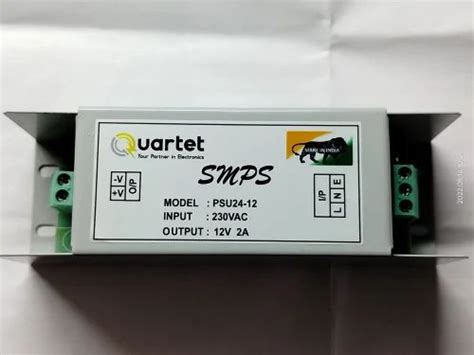 Quartet
Your Partner in Electronics
MAKE IN INDIA
SMPS
-V
+V
O/P
I/P
L
N
E
MODEL : PSU24-12
INPUT : 230VAC
OUTPUT : 12V 2A